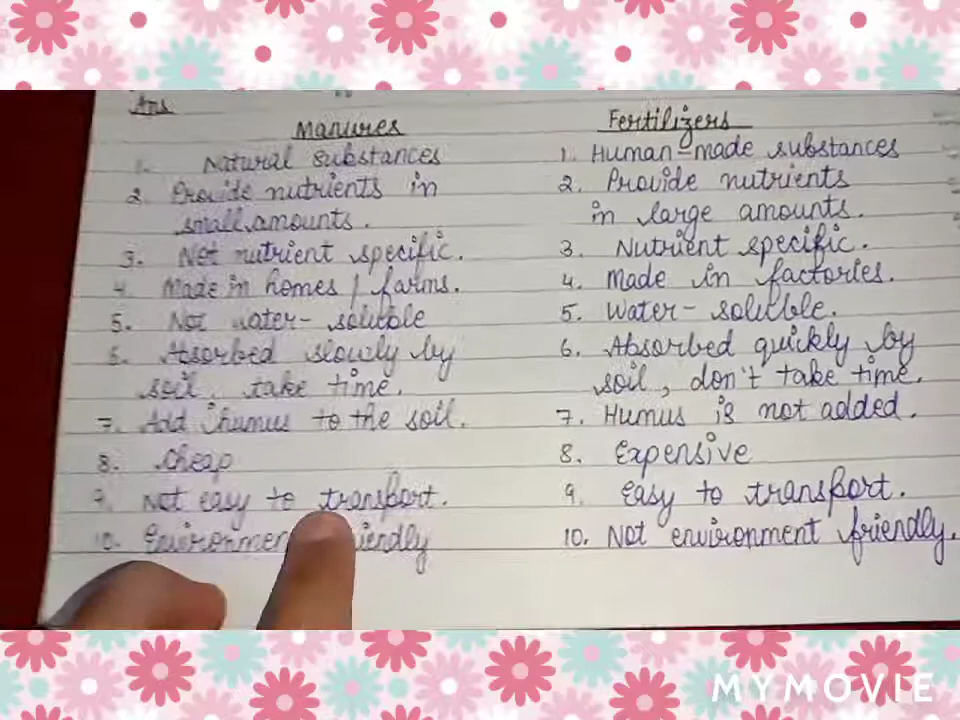 Ans
Manures
1. Natural substances
2. Provide nutrients in
small amounts.
3. Not nutrient specific.
4. Made in homes / farms.
5. Not water-soluble
6. Absorbed slowly by
soil, take time.
7. Add humus to the soil.
8. cheap
9. Not easy to transport.
10. Environmen friendly
Fertilizers
1. Human-made substances
2. Provide nutrients
in large amounts.
3. Nutrient specific.
4. Made in factories.
5. Water-soluble.
6. Absorbed quickly by
soil, don't take time.
7. Humus is not added.
8. Expensive
9. Easy to transport.
10. Not environment friendly.
MYMOVIE